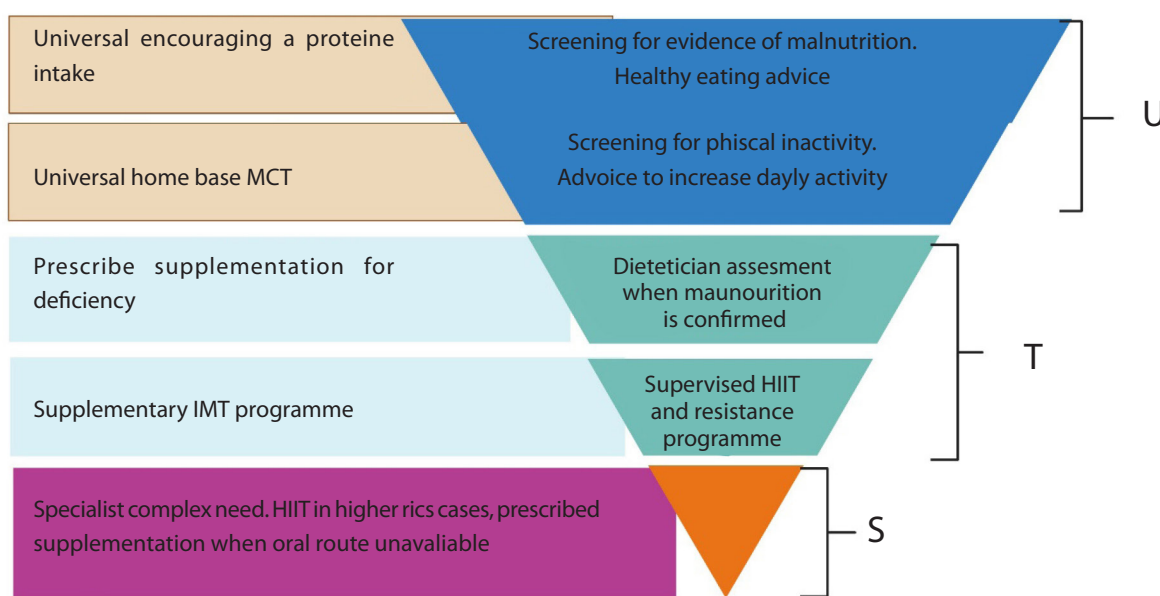 Universal encouraging a proteine
intake
Screening for evidence of malnutrition.
Healthy eating advice
Universal home base MCT
Screening for phiscal inactivity.
Advoice to increase dayly activity
U
Prescribe supplementation for
deficiency
Dietetician assesment
when maunourition
is confirmed
Supplementary IMT programme
Supervised HIIT
and resistance
programme
T
Specialist complex need. HIIT in higher rics cases, prescribed
supplementation when oral route unavaliable
S